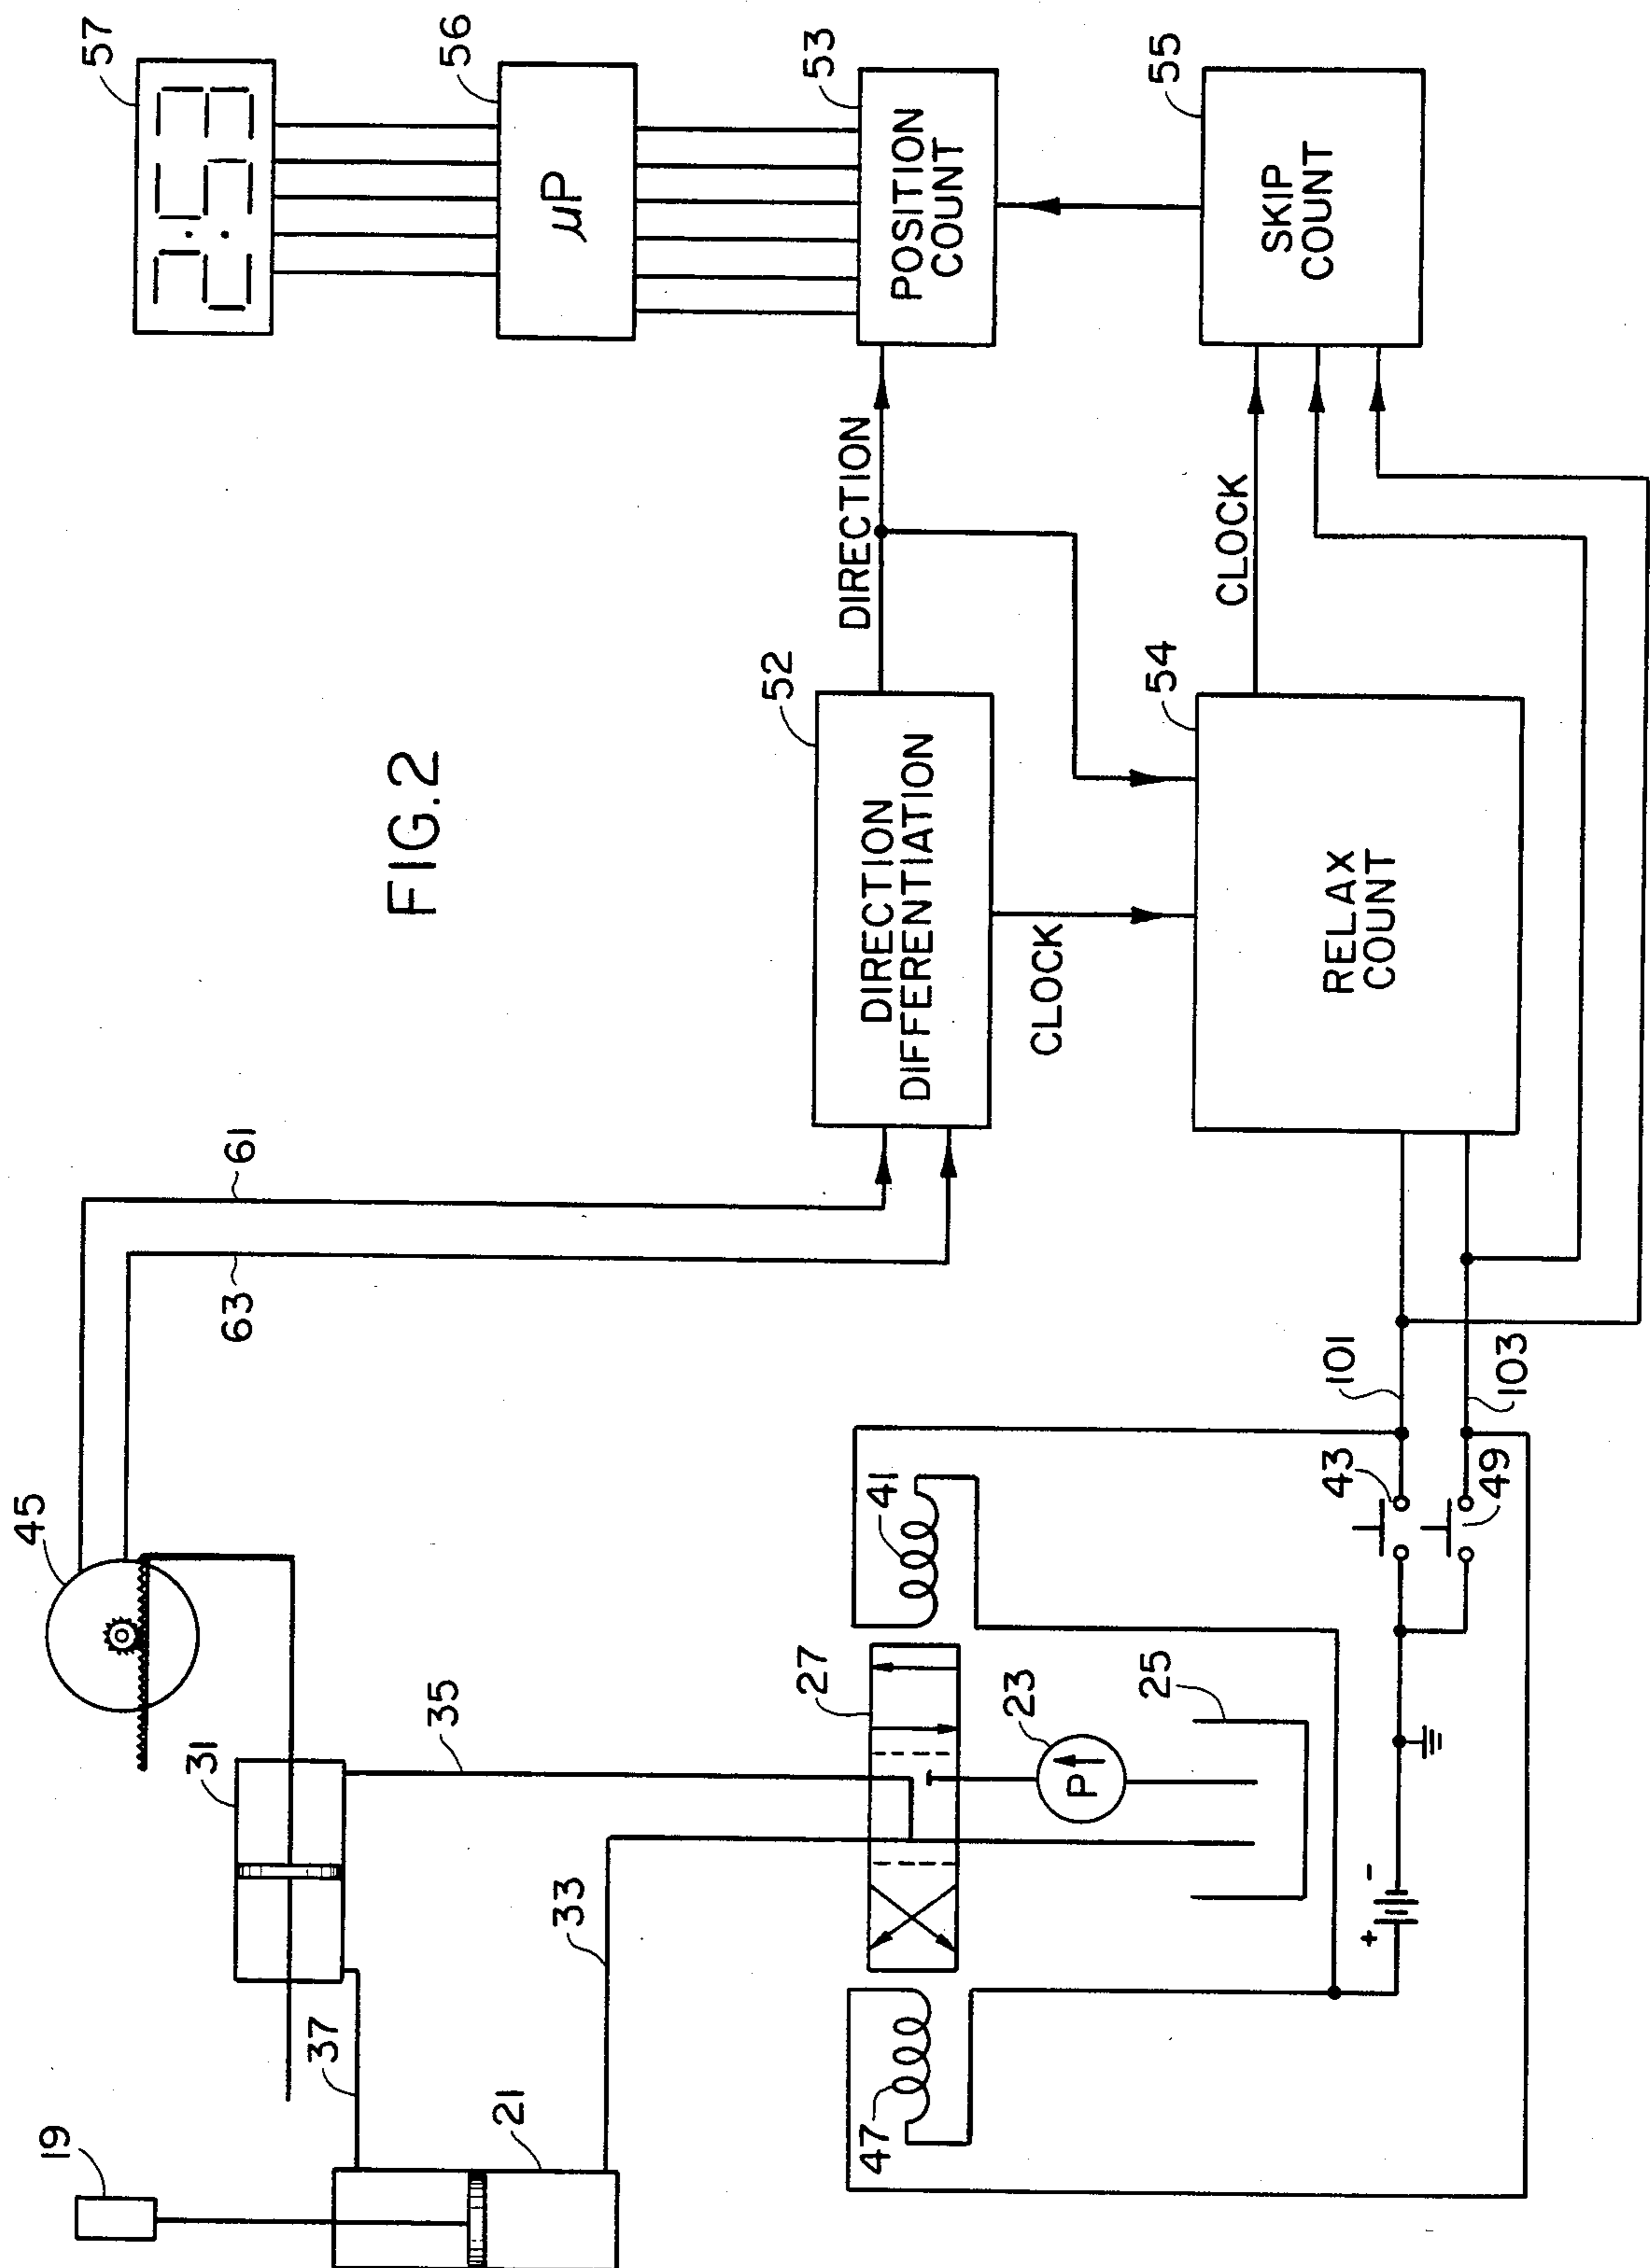 19
45
57
31
61
56
37
63
2:53
35
FIG.2
μP
21
33
27
52
DIRECTION
53
47
41
DIRECTION
DIFFERENTIATION
POSITION
COUNT
23
P
CLOCK
25
54
CLOCK
55
101
RELAX
COUNT
SKIP
COUNT
+
-
43
49
103